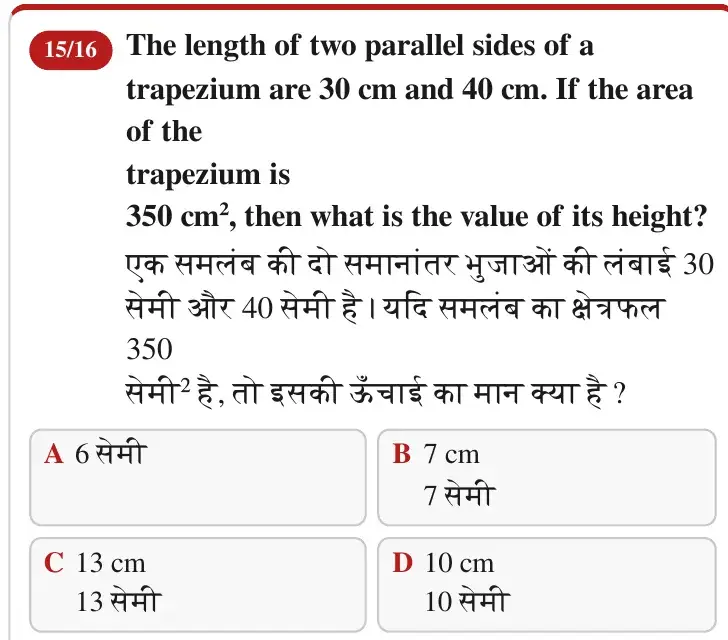 15/16 The length of two parallel sides of a
trapezium are 30 cm and 40 cm. If the area
of the
trapezium is
350 cm², then what is the value of its height?
एक समलंब की दो समानांतर भुजाओं की लंबाई 30
सेमी और 40 सेमी है। यदि समलंब का क्षेत्रफल
350
सेमी² है, तो इसकी ऊँचाई का मान क्या है ?
A 6 सेमी
B 7 cm
7 सेमी
C 13 cm
13 सेमी
D 10 cm
10 सेमी